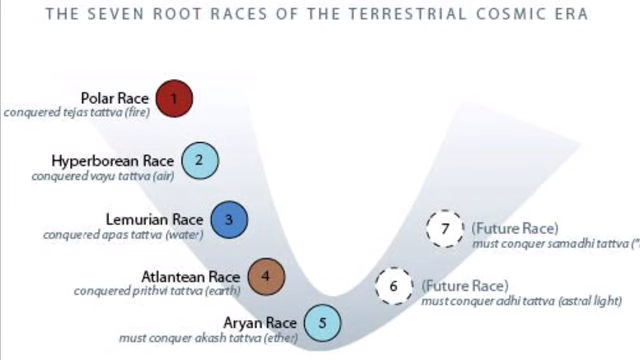 THE SEVEN ROOT RACES OF THE TERRESTRIAL COSMIC ERA
Polar Race 1
conquered tejas tattva (fire)
Hyperborean Race 2
conquered vayu tattva (air)
Lemurian Race 3
conquered apas tattva (water)
7 (Future Race)
must conquer samadhi tattva ("
Atlantean Race 4
conquered prithvi tattva (earth)
6 (Future Race)
must conquer adhi tattva (astral light)
Aryan Race 5
must conquer akash tattva (ether)